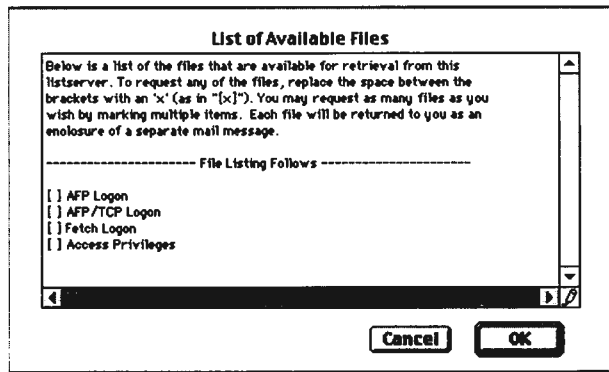 List of Available Files
Below is a list of the files that are available for retrieval from this
listserver. To request any of the files, replace the space between the
brackets with an 'x' (as in "[x]"). You may request as many files as you
wish by marking multiple items. Each file will be returned to you as an
enclosure of a separate mail message.
---------------------- File Listing Follows ----------------------
[ ] AFP Logon
[ ] AFP/TCP Logon
[ ] Fetch Logon
[ ] Access Privileges
Cancel
OK